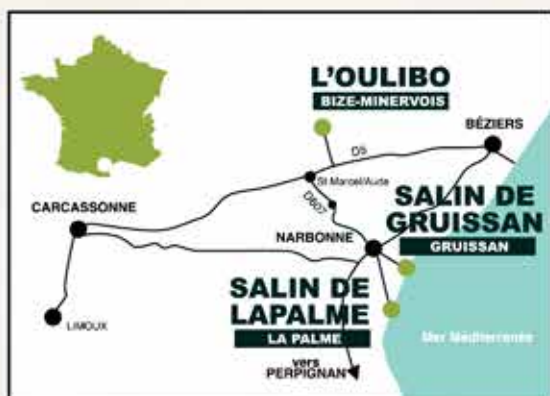 L'OULIBO
BIZE-MINERVOIS
BÉZIERS
D5
St Marcel/Aude
D607
CARCASSONNE
SALIN DE
GRUISSAN
GRUISSAN
NARBONNE
SALIN DE
LAPALME
LA PALME
LIMOUX
Mer Méditerranée
vers
PERPIGNAN